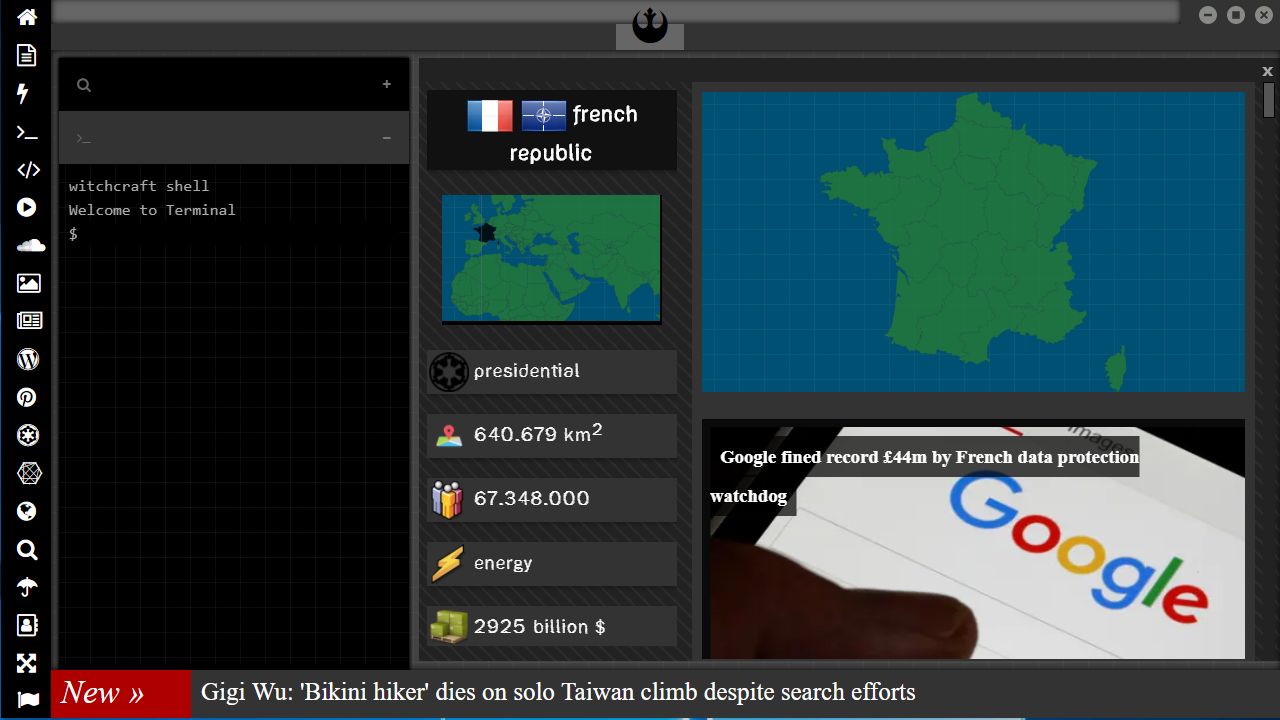 witchcraft shell
Welcome to Terminal
$
x
french
republic
presidential
640.679 km²
67.348.000
energy
2925 billion $
Images
Google fined record £44m by French data protection
watchdog
Google
New »
Gigi Wu: 'Bikini hiker' dies on solo Taiwan climb despite search efforts